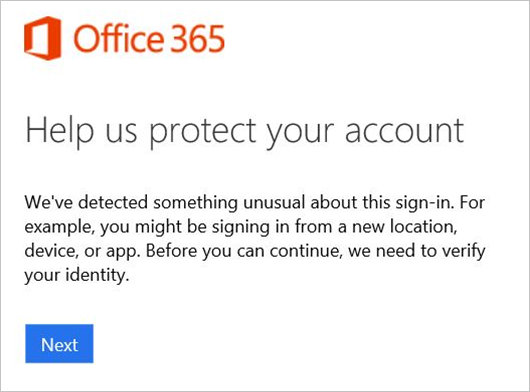 Office 365
Help us protect your account
We've detected something unusual about this sign-in. For
example, you might be signing in from a new location,
device, or app. Before you can continue, we need to verify
your identity.
Next